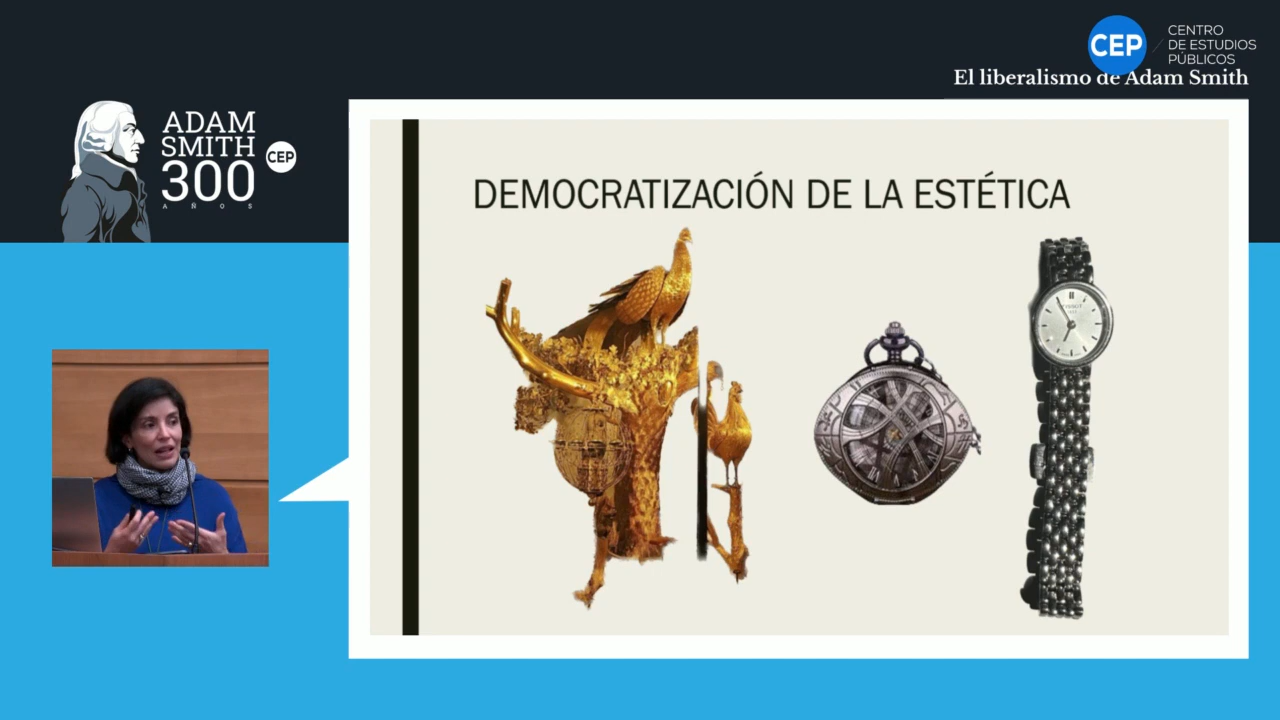 CEP
CENTRO
DE ESTUDIOS
PÚBLICOS
El liberalismo de Adam Smith
ADAM
SMITH
300
AÑOS
CEP
DEMOCRATIZACIÓN DE LA ESTÉTICA